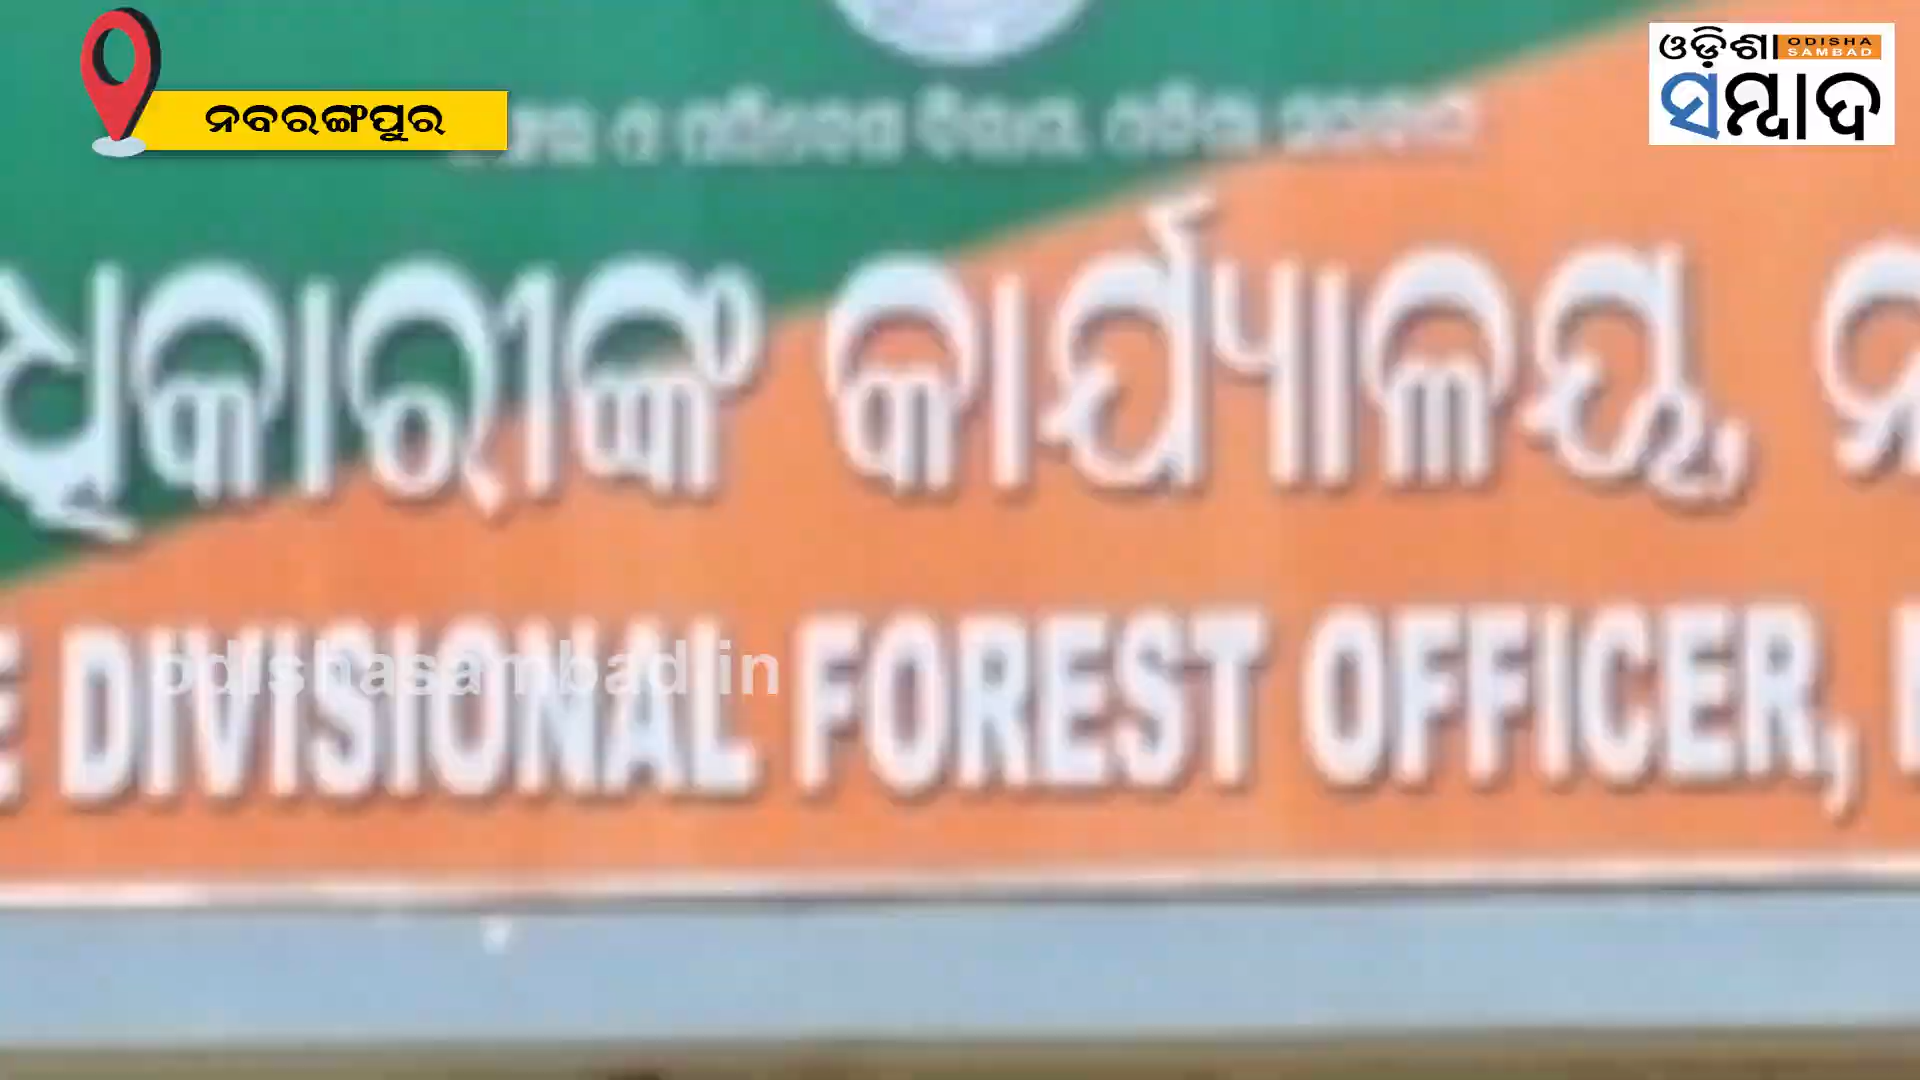 ନବରଙ୍ଗପୁର
ଓଡ଼ିଶା ODISHA SAMBAD
ସମ୍ବାଦ
ଧିକାରୀଙ୍କ କାର୍ଯ୍ୟାଳୟ,
odishasambad.in
DIVISIONAL FOREST OFFICER,